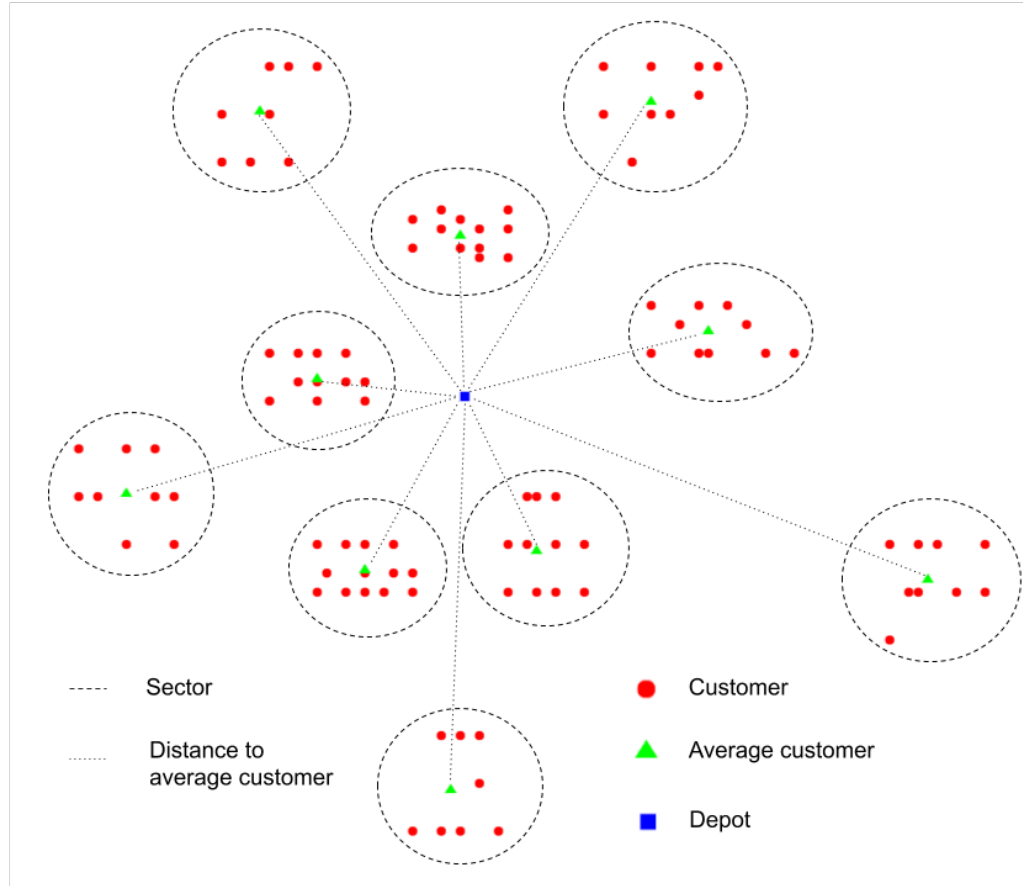 Sector
Distance to
average customer
Customer
Average customer
Depot